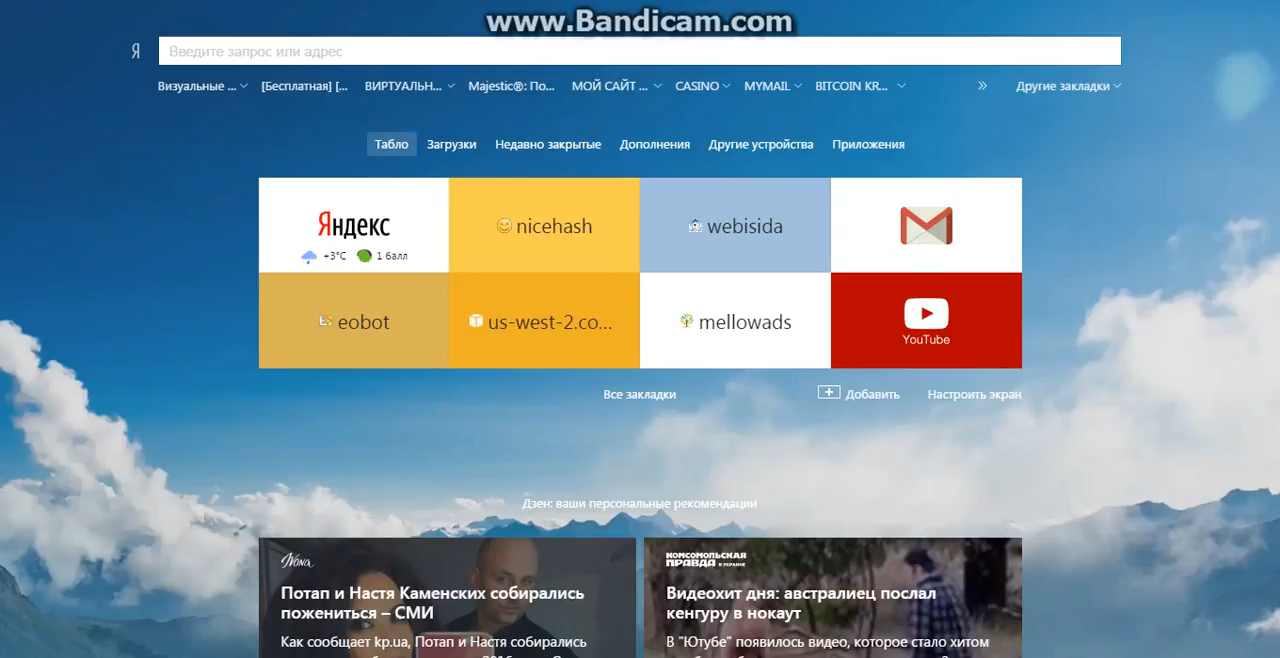 www.Bandicam.com
Я Введите запрос или адрес
Визуальные ... [Бесплатная] [... ВИРТУАЛЬН... Majestic®: По... МОЙ САЙТ ... CASINO MYMAIL BITCOIN KR... » Другие закладки
Табло Загрузки Недавно закрытые Дополнения Другие устройства Приложения
Яндекс nicehash webisida
+3°C 1 балл
eobot us-west-2.co... mellowads
YouTube
Все закладки Добавить Настроить экран
Дзен: ваши персональные рекомендации
Nona
Потап и Настя Каменских собирались
пожениться – СМИ
Как сообщает kp.ua, Потап и Настя собирались
КОМСОМОЛЬСКАЯ
ПРАВДА В УКРАИНЕ
Видеохит дня: австралиец послал
кенгуру в нокаут
В "Ютубе" появилось видео, которое стало хитом